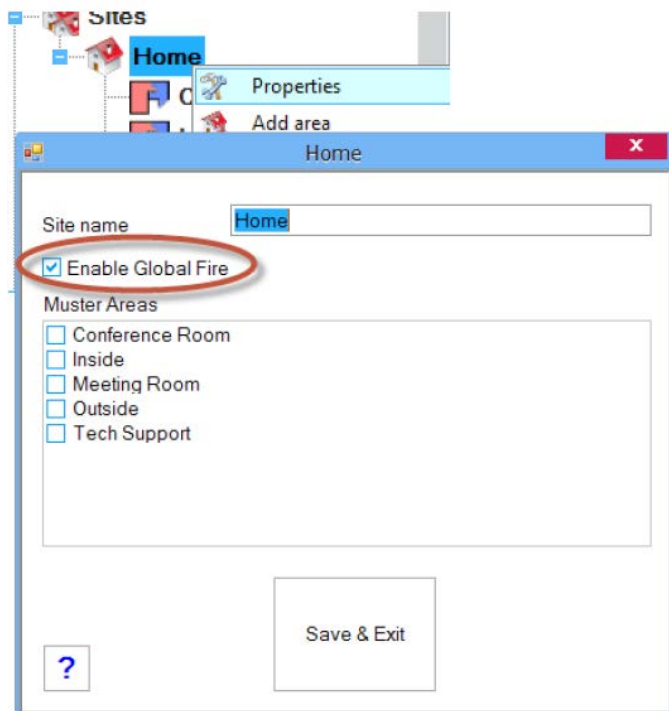 Sites
Home
Properties
Add area
Home
x
Site name
Home
Enable Global Fire
Muster Areas
Conference Room
Inside
Meeting Room
Outside
Tech Support
Save & Exit
?